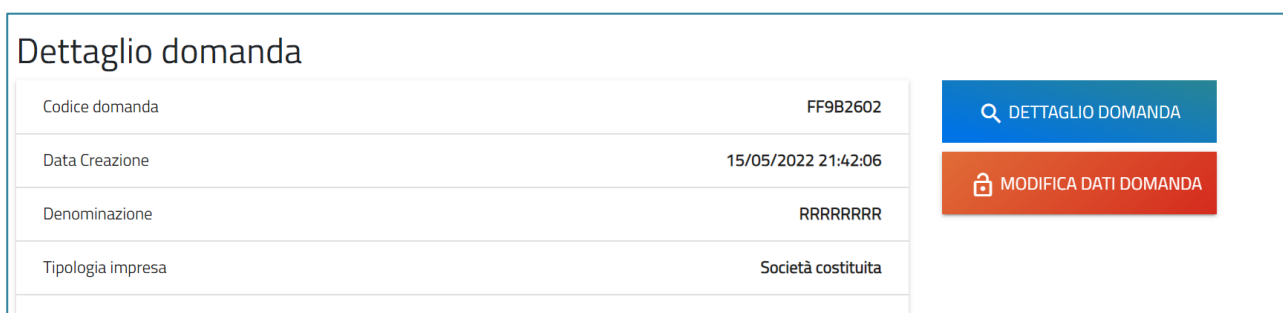 Dettaglio domanda
Codice domanda FF9B2602
Data Creazione 15/05/2022 21:42:06
Denominazione RRRRRRRR
Tipologia impresa Società costituita
DETTAGLIO DOMANDA
MODIFICA DATI DOMANDA